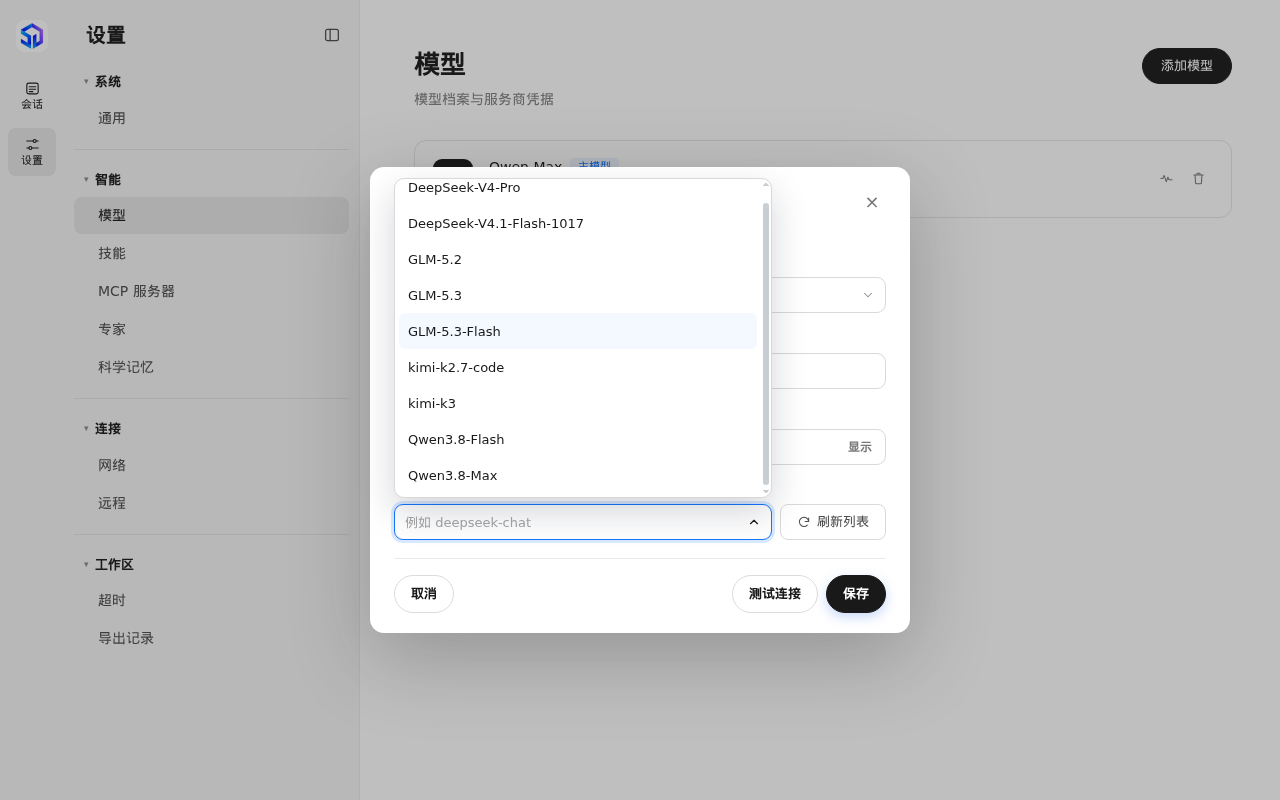 设置
会话
设置
系统
通用
智能
模型
技能
MCP 服务器
专家
科学记忆
连接
网络
远程
工作区
超时
导出记录
模型
模型档案与服务商凭据
添加模型
Qwen-Max 主模型
DeepSeek-V4-Pro
DeepSeek-V4.1-Flash-1017
GLM-5.2
GLM-5.3
GLM-5.3-Flash
kimi-k2.7-code
kimi-k3
Qwen3.8-Flash
Qwen3.8-Max
显示
例如 deepseek-chat
刷新列表
取消
测试连接
保存